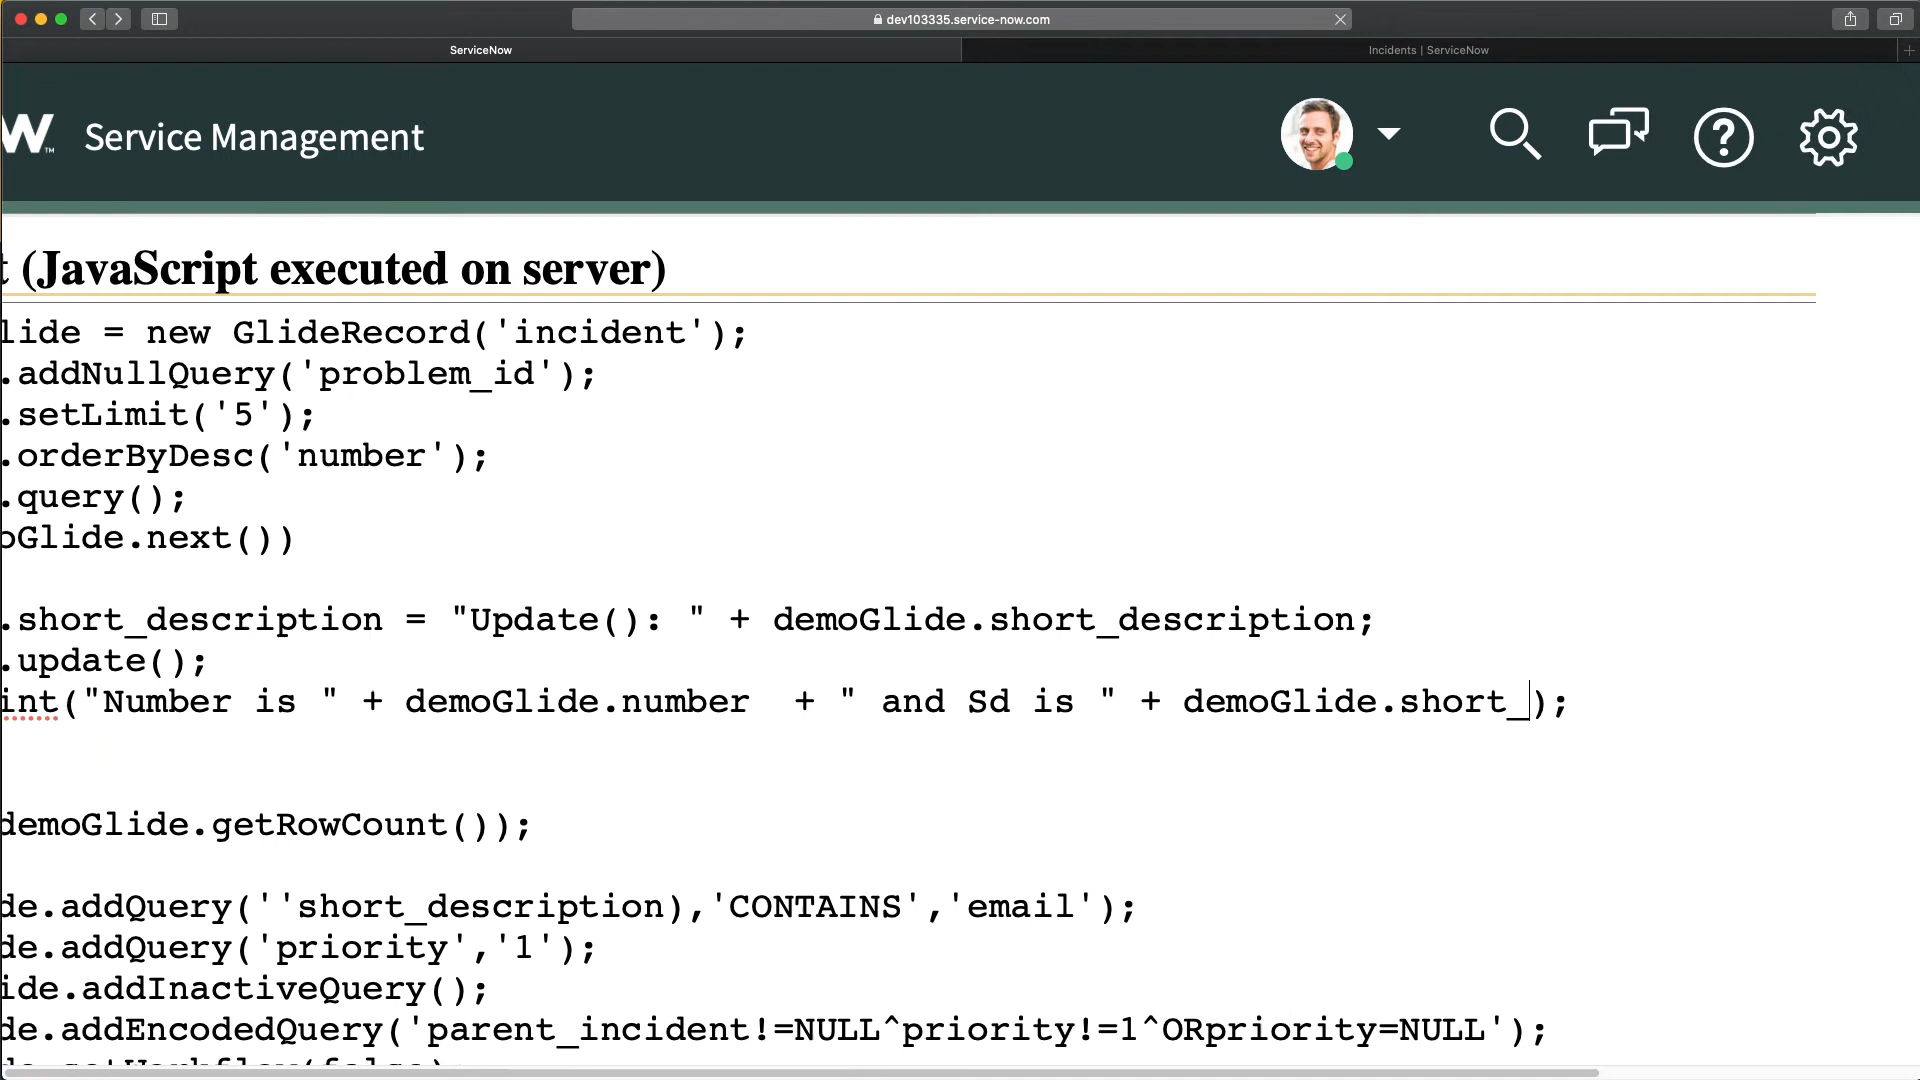 dev103335.service-now.com
ServiceNow
Incidents | ServiceNow
W™ Service Management
t (JavaScript executed on server)
lide = new GlideRecord('incident');
.addNullQuery('problem_id');
.setLimit('5');
.orderByDesc('number');
.query();
oGlide.next())
.short_description = "Update(): " + demoGlide.short_description;
.update();
int("Number is " + demoGlide.number  + " and Sd is " + demoGlide.short_);
demoGlide.getRowCount());
de.addQuery(''short_description),'CONTAINS','email');
de.addQuery('priority','1');
ide.addInactiveQuery();
de.addEncodedQuery('parent_incident!=NULL^priority!=1^ORpriority=NULL');